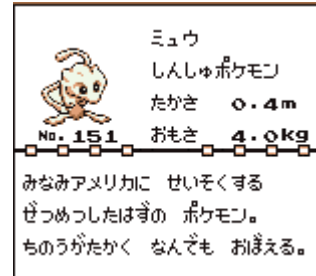 ミュウ
しんしゅポケモン
たかさ 0.4m
No.151 おもさ 4.0kg
みなみアメリカに せいそくする
ぜつめつしたはずの ポケモン。
ちのうがたかく なんでも おぼえる。